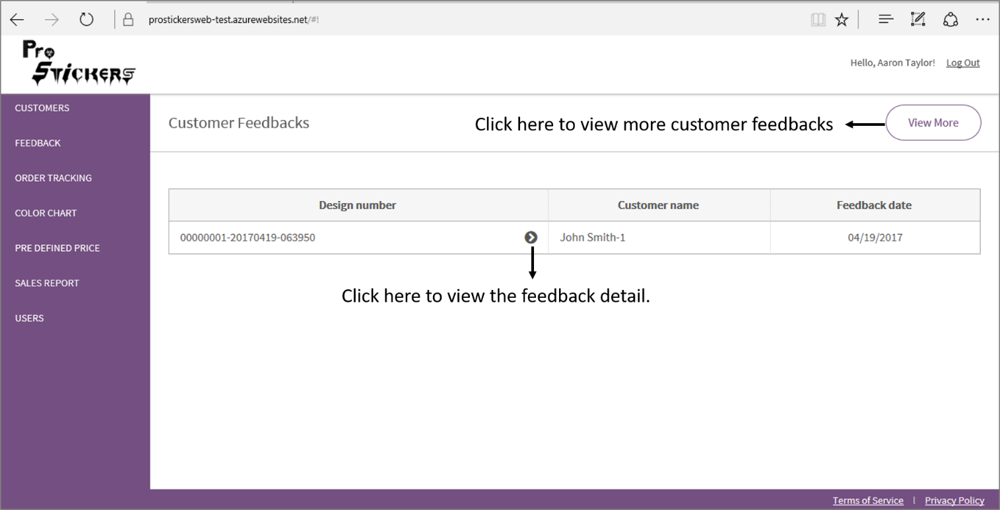 prostickersweb-test.azurewebsites.net/#!
Pro
Stickers
Hello, Aaron Taylor! Log Out
CUSTOMERS
FEEDBACK
ORDER TRACKING
COLOR CHART
PRE DEFINED PRICE
SALES REPORT
USERS
Customer Feedbacks
Click here to view more customer feedbacks
View More
Design number Customer name Feedback date
00000001-20170419-063950 John Smith-1 04/19/2017
Click here to view the feedback detail.
Terms of Service | Privacy Policy